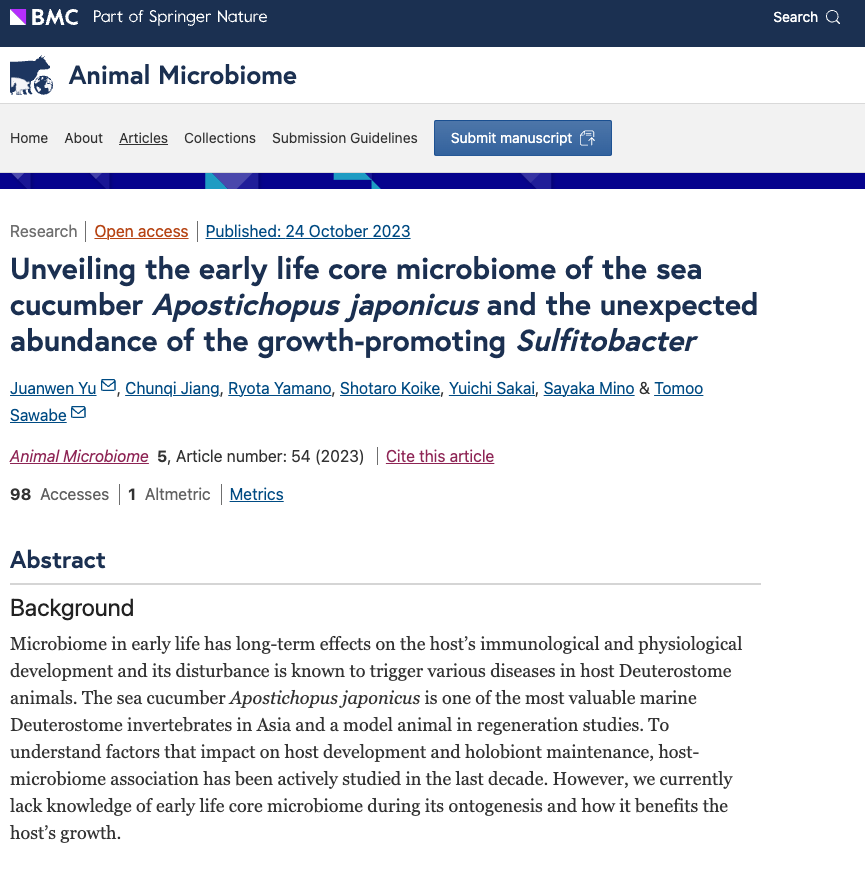 BMC Part of Springer Nature
Search
Animal Microbiome
Home About Articles Collections Submission Guidelines Submit manuscript
Research Open access Published: 24 October 2023
Unveiling the early life core microbiome of the sea
cucumber Apostichopus japonicus and the unexpected
abundance of the growth-promoting Sulfitobacter
Juanwen Yu, Chunqi Jiang, Ryota Yamano, Shotaro Koike, Yuichi Sakai, Sayaka Mino & Tomoo
Sawabe
Animal Microbiome 5, Article number: 54 (2023) Cite this article
98 Accesses 1 Altmetric Metrics
Abstract
Background
Microbiome in early life has long-term effects on the host’s immunological and physiological
development and its disturbance is known to trigger various diseases in host Deuterostome
animals. The sea cucumber Apostichopus japonicus is one of the most valuable marine
Deuterostome invertebrates in Asia and a model animal in regeneration studies. To
understand factors that impact on host development and holobiont maintenance, host-
microbiome association has been actively studied in the last decade. However, we currently
lack knowledge of early life core microbiome during its ontogenesis and how it benefits the
host’s growth.